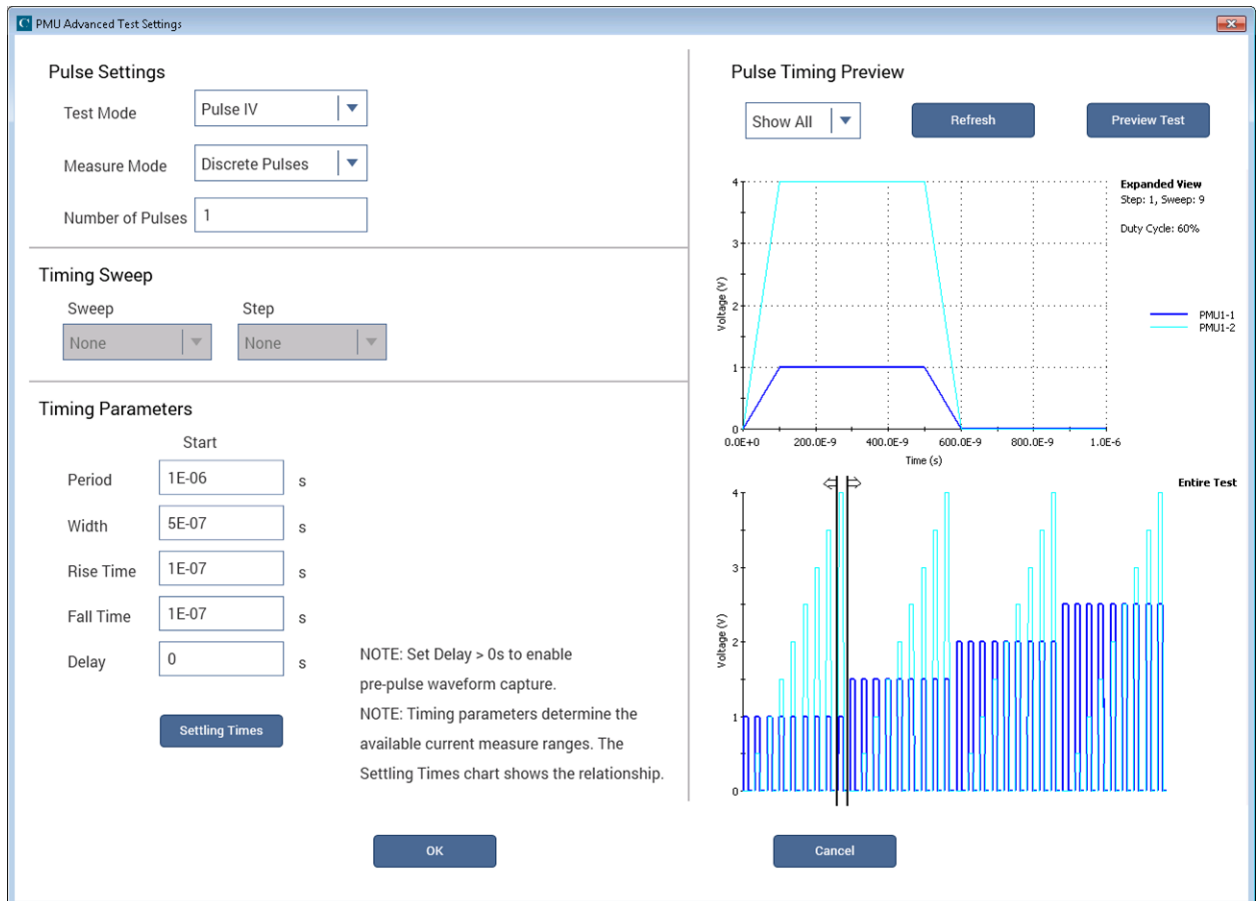 PMU Advanced Test Settings
Pulse Settings
Test Mode
Pulse IV
Measure Mode
Discrete Pulses
Number of Pulses
1
Timing Sweep
Sweep
Step
None
None
Timing Parameters
Start
Period
1E-06
s
Width
5E-07
s
Rise Time
1E-07
s
Fall Time
1E-07
s
Delay
0
s
Settling Times
NOTE: Set Delay > 0s to enable
pre-pulse waveform capture.
NOTE: Timing parameters determine the
available current measure ranges. The
Settling Times chart shows the relationship.
Pulse Timing Preview
Show All
Refresh
Preview Test
Expanded View
Step: 1, Sweep: 9
Duty Cycle: 60%
PMU1-1
PMU1-2
Voltage (V)
4
3
2
1
0
0.0E+0
200.0E-9
400.0E-9
600.0E-9
800.0E-9
1.0E-6
Time (s)
Entire Test
Voltage (V)
4
3
2
1
0
OK
Cancel